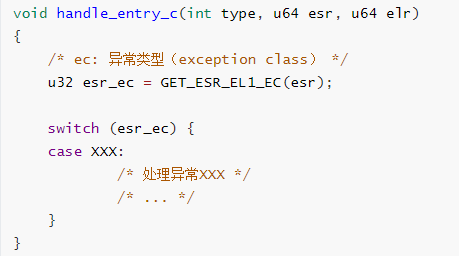 void handle_entry_c(int type, u64 esr, u64 elr)
{
    /* ec: 异常类型（exception class） */
    u32 esr_ec = GET_ESR_EL1_EC(esr);

    switch (esr_ec) {
    case XXX:
            /* 处理异常XXX */
            /* ... */
    }
}